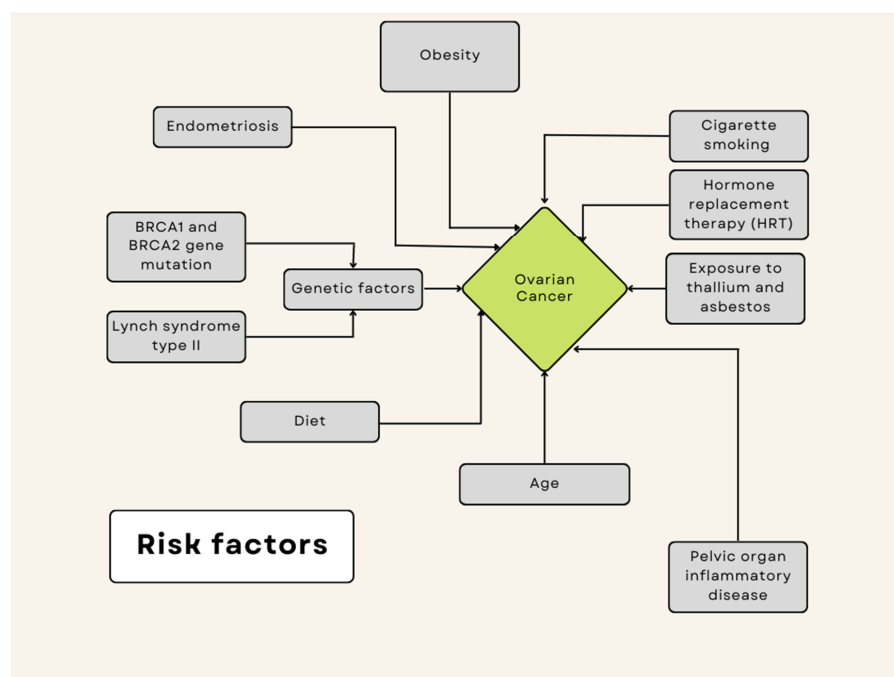 Obesity
Endometriosis
Cigarette
smoking
Hormone
replacement
therapy (HRT)
BRCA1 and
BRCA2 gene
mutation
Genetic factors
Ovarian
Cancer
Exposure to
thallium and
asbestos
Lynch syndrome
type II
Diet
Age
Risk factors
Pelvic organ
inflammatory
disease